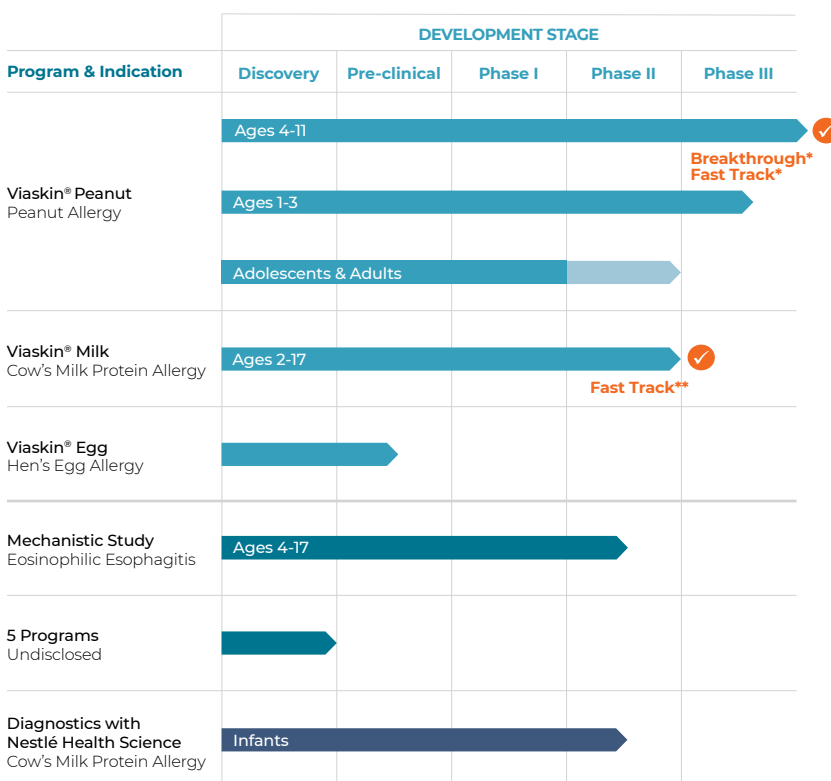 DEVELOPMENT STAGE
Program & Indication
Discovery
Pre-clinical
Phase I
Phase II
Phase III
Viaskin® Peanut
Peanut Allergy
Ages 4-11
Breakthrough*
Fast Track*
Ages 1-3
Adolescents & Adults
Viaskin® Milk
Cow's Milk Protein Allergy
Ages 2-17
Fast Track**
Viaskin® Egg
Hen's Egg Allergy
Mechanistic Study
Eosinophilic Esophagitis
Ages 4-17
5 Programs
Undisclosed
Diagnostics with
Nestlé Health Science
Cow's Milk Protein Allergy
Infants